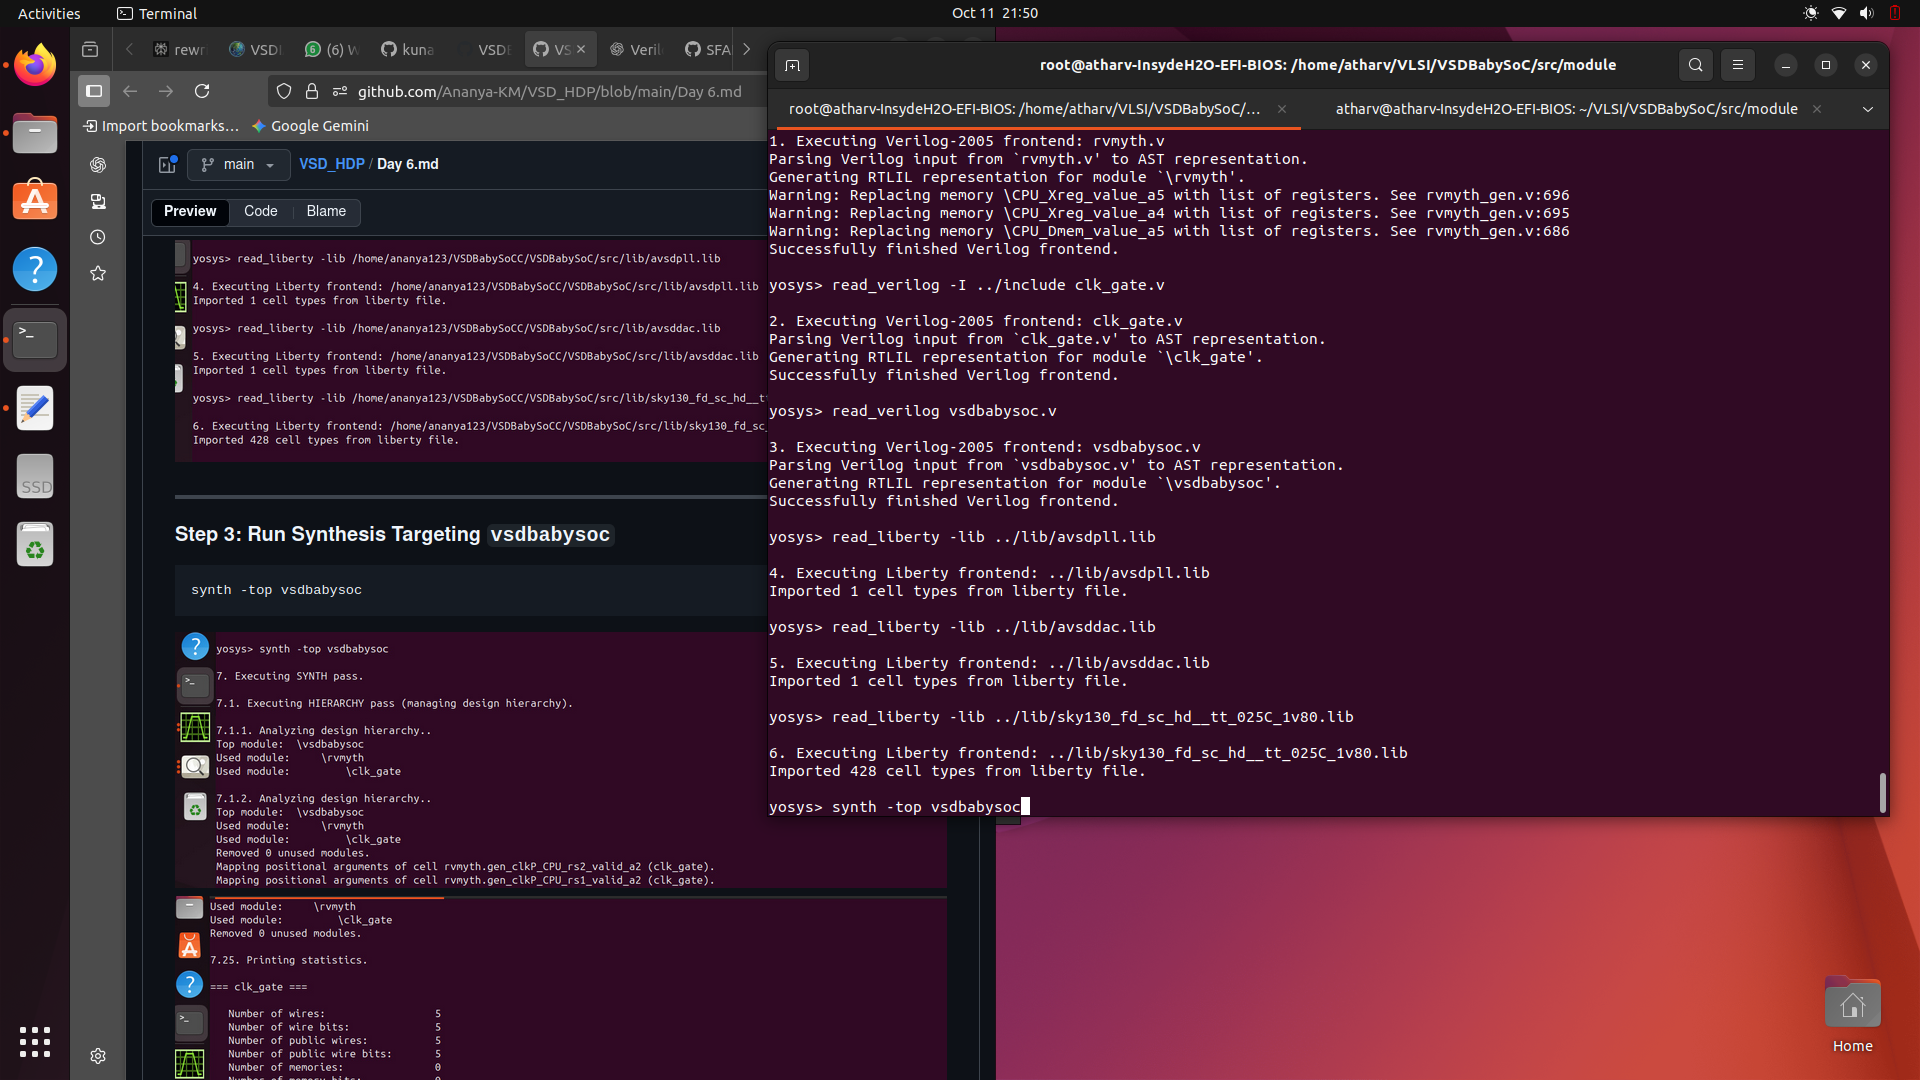 Activities
Terminal
Oct 11 21:50
rewr
VSDI
(6) W
kuna
VSDE
VS
Veril
SFA
github.com/Ananya-KM/VSD_HDP/blob/main/Day 6.md
Import bookmarks…
Google Gemini
main
VSD_HDP / Day 6.md
Preview
Code
Blame
yosys> read_liberty -lib /home/ananya123/VSDBabySoCC/VSDBabySoC/src/lib/avsdpll.lib
4. Executing Liberty frontend: /home/ananya123/VSDBabySoCC/VSDBabySoC/src/lib/avsdpll.lib
Imported 1 cell types from liberty file.
yosys> read_liberty -lib /home/ananya123/VSDBabySoCC/VSDBabySoC/src/lib/avsddac.lib
5. Executing Liberty frontend: /home/ananya123/VSDBabySoCC/VSDBabySoC/src/lib/avsddac.lib
Imported 1 cell types from liberty file.
yosys> read_liberty -lib /home/ananya123/VSDBabySoCC/VSDBabySoC/src/lib/sky130_fd_sc_hd__t
6. Executing Liberty frontend: /home/ananya123/VSDBabySoCC/VSDBabySoC/src/lib/sky130_fd_sc_
Imported 428 cell types from liberty file.
Step 3: Run Synthesis Targeting vsdbabysoc
synth -top vsdbabysoc
yosys> synth -top vsdbabysoc
7. Executing SYNTH pass.
7.1. Executing HIERARCHY pass (managing design hierarchy).
7.1.1. Analyzing design hierarchy..
Top module:  \vsdbabysoc
Used module:     \rvmyth
Used module:         \clk_gate
7.1.2. Analyzing design hierarchy..
Top module:  \vsdbabysoc
Used module:     \rvmyth
Used module:         \clk_gate
Removed 0 unused modules.
Mapping positional arguments of cell rvmyth.gen_clkP_CPU_rs2_valid_a2 (clk_gate).
Mapping positional arguments of cell rvmyth.gen_clkP_CPU_rs1_valid_a2 (clk_gate).
Used module:     \rvmyth
Used module:         \clk_gate
Removed 0 unused modules.
7.25. Printing statistics.
=== clk_gate ===
Number of wires: 5
Number of wire bits: 5
Number of public wires: 5
Number of public wire bits: 5
Number of memories: 0
Number of memory bits: 0
root@atharv-InsydeH2O-EFI-BIOS: /home/atharv/VLSI/VSDBabySoC/src/module
root@atharv-InsydeH2O-EFI-BIOS: /home/atharv/VLSI/VSDBabySoC/...
atharv@atharv-InsydeH2O-EFI-BIOS: ~/VLSI/VSDBabySoC/src/module
1. Executing Verilog-2005 frontend: rvmyth.v
Parsing Verilog input from `rvmyth.v' to AST representation.
Generating RTLIL representation for module `\rvmyth'.
Warning: Replacing memory \CPU_Xreg_value_a5 with list of registers. See rvmyth_gen.v:696
Warning: Replacing memory \CPU_Xreg_value_a4 with list of registers. See rvmyth_gen.v:695
Warning: Replacing memory \CPU_Dmem_value_a5 with list of registers. See rvmyth_gen.v:686
Successfully finished Verilog frontend.
yosys> read_verilog -I ../include clk_gate.v
2. Executing Verilog-2005 frontend: clk_gate.v
Parsing Verilog input from `clk_gate.v' to AST representation.
Generating RTLIL representation for module `\clk_gate'.
Successfully finished Verilog frontend.
yosys> read_verilog vsdbabysoc.v
3. Executing Verilog-2005 frontend: vsdbabysoc.v
Parsing Verilog input from `vsdbabysoc.v' to AST representation.
Generating RTLIL representation for module `\vsdbabysoc'.
Successfully finished Verilog frontend.
yosys> read_liberty -lib ../lib/avsdpll.lib
4. Executing Liberty frontend: ../lib/avsdpll.lib
Imported 1 cell types from liberty file.
yosys> read_liberty -lib ../lib/avsddac.lib
5. Executing Liberty frontend: ../lib/avsddac.lib
Imported 1 cell types from liberty file.
yosys> read_liberty -lib ../lib/sky130_fd_sc_hd__tt_025C_1v80.lib
6. Executing Liberty frontend: ../lib/sky130_fd_sc_hd__tt_025C_1v80.lib
Imported 428 cell types from liberty file.
yosys> synth -top vsdbabysoc
SSD
Home